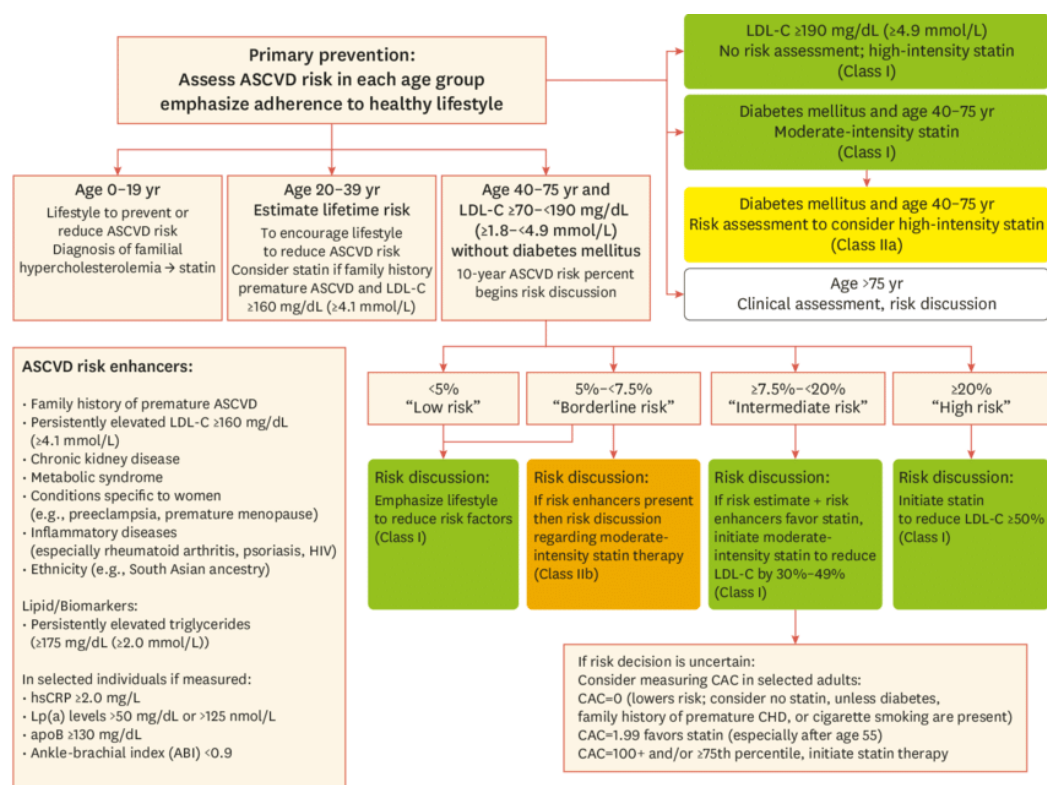 Primary prevention:
Assess ASCVD risk in each age group
emphasize adherence to healthy lifestyle
LDL-C ≥190 mg/dL (≥4.9 mmol/L)
No risk assessment; high-intensity statin
(Class I)
Diabetes mellitus and age 40–75 yr
Moderate-intensity statin
(Class I)
Diabetes mellitus and age 40–75 yr
Risk assessment to consider high-intensity statin
(Class IIa)
Age >75 yr
Clinical assessment, risk discussion
Age 0–19 yr
Lifestyle to prevent or
reduce ASCVD risk
Diagnosis of familial
hypercholesterolemia → statin
Age 20–39 yr
Estimate lifetime risk
To encourage lifestyle
to reduce ASCVD risk
Consider statin if family history
premature ASCVD and LDL-C
≥160 mg/dL (≥4.1 mmol/L)
Age 40–75 yr and
LDL-C ≥70–<190 mg/dL
(≥1.8–<4.9 mmol/L)
without diabetes mellitus
10-year ASCVD risk percent
begins risk discussion
<5%
“Low risk”
5%–<7.5%
“Borderline risk”
≥7.5%–<20%
“Intermediate risk”
≥20%
“High risk”
Risk discussion:
Emphasize lifestyle
to reduce risk factors
(Class I)
Risk discussion:
If risk enhancers present
then risk discussion
regarding moderate-
intensity statin therapy
(Class IIb)
Risk discussion:
If risk estimate + risk
enhancers favor statin,
initiate moderate-
intensity statin to reduce
LDL-C by 30%–49%
(Class I)
Risk discussion:
Initiate statin
to reduce LDL-C ≥50%
(Class I)
ASCVD risk enhancers:
· Family history of premature ASCVD
· Persistently elevated LDL-C ≥160 mg/dL
(≥4.1 mmol/L)
· Chronic kidney disease
· Metabolic syndrome
· Conditions specific to women
(e.g., preeclampsia, premature menopause)
· Inflammatory diseases
(especially rheumatoid arthritis, psoriasis, HIV)
· Ethnicity (e.g., South Asian ancestry)
Lipid/Biomarkers:
· Persistently elevated triglycerides
(≥175 mg/dL (≥2.0 mmol/L))
In selected individuals if measured:
· hsCRP ≥2.0 mg/L
· Lp(a) levels >50 mg/dL or >125 nmol/L
· apoB ≥130 mg/dL
· Ankle-brachial index (ABI) <0.9
If risk decision is uncertain:
Consider measuring CAC in selected adults:
CAC=0 (lowers risk; consider no statin, unless diabetes,
family history of premature CHD, or cigarette smoking are present)
CAC=1.99 favors statin (especially after age 55)
CAC=100+ and/or ≥75th percentile, initiate statin therapy